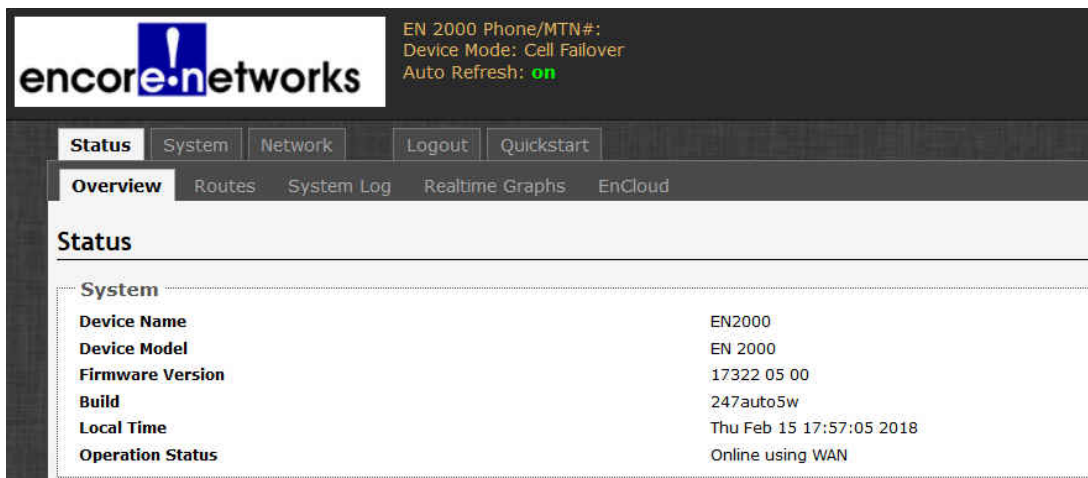 encore!networks
EN 2000 Phone/MTN#:
Device Mode: Cell Failover
Auto Refresh: on
Status System Network Logout Quickstart
Overview Routes System Log Realtime Graphs EnCloud
Status
System
Device Name EN2000
Device Model EN 2000
Firmware Version 17322 05 00
Build 247auto5w
Local Time Thu Feb 15 17:57:05 2018
Operation Status Online using WAN